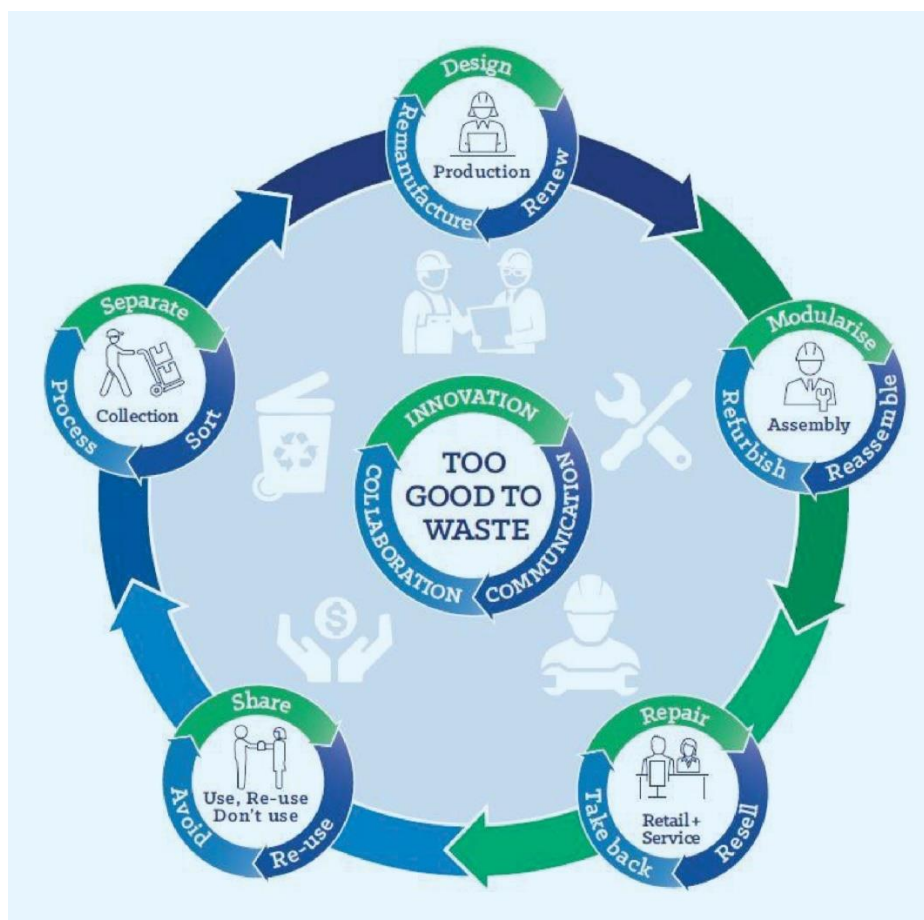 Design
Renew
Remanufacture
Production
Modularise
Reassemble
Refurbish
Assembly
Repair
Resell
Take back
Retail +
Service
Share
Re-use
Avoid
Use, Re-use
Don't use
Separate
Sort
Process
Collection
INNOVATION
COMMUNICATION
COLLABORATION
TOO
GOOD TO
WASTE
$